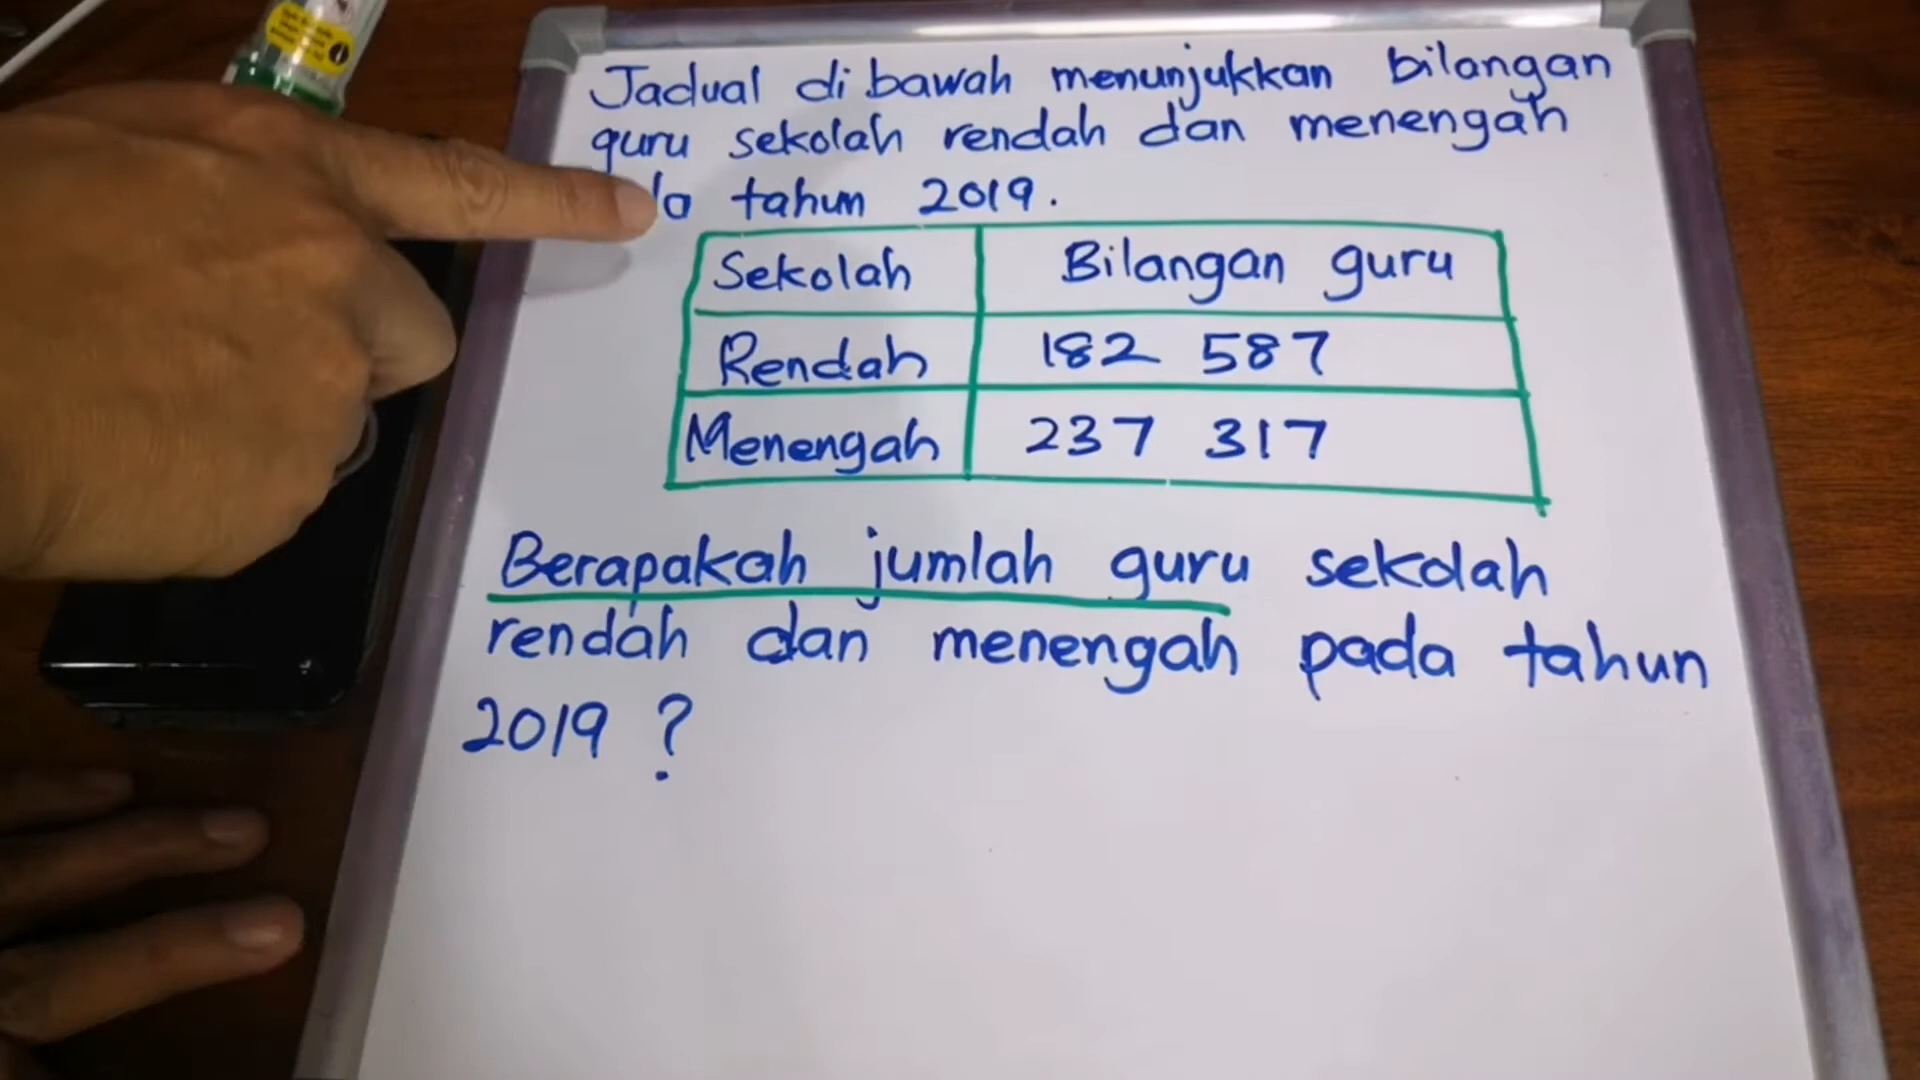 Jadual di bawah menunjukkan bilangan
guru sekolah rendah dan menengah
tahun 2019.
Sekolah Bilangan guru
Rendah 182 587
Menengah 237 317
Berapakah jumlah guru sekolah
rendah dan menengah pada tahun
2019 ?